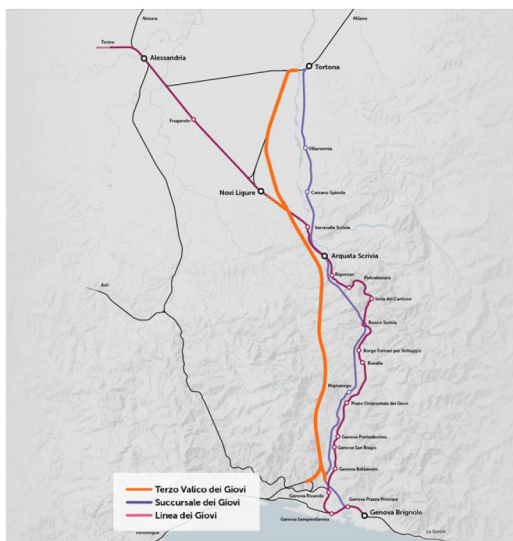 Novara
Milano
Torino
Alessandria
Tortona
Frugarolo
Villavernia
Cassano Spinola
Novi Ligure
Serravalle Scrivia
Arquata Scrivia
Rigoroso
Pietrabissara
Isola del Cantone
Asti
Ronco Scrivia
Borgo Fornari per Voltaggio
Busalla
Mignanego
Piano Orizzontale dei Giovi
Genova Pontedecimo
Genova San Biagio
Genova Bolzaneto
Terzo Valico dei Giovi
Succursale dei Giovi
Linea dei Giovi
Genova Rivarolo
Genova Piazza Principe
Genova Sampierdarena
Genova Brignole
Ventimiglia
La Spezia